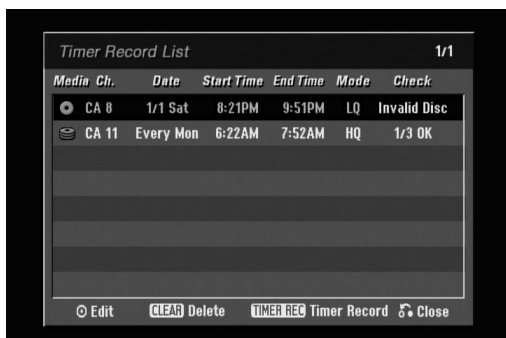 Timer Record List 1/1
Media Ch. Date Start Time End Time Mode Check
CA 8 1/1 Sat 8:21PM 9:51PM LQ Invalid Disc
CA 11 Every Mon 6:22AM 7:52AM HQ 1/3 OK
Edit CLEAR Delete TIMER REC Timer Record Close